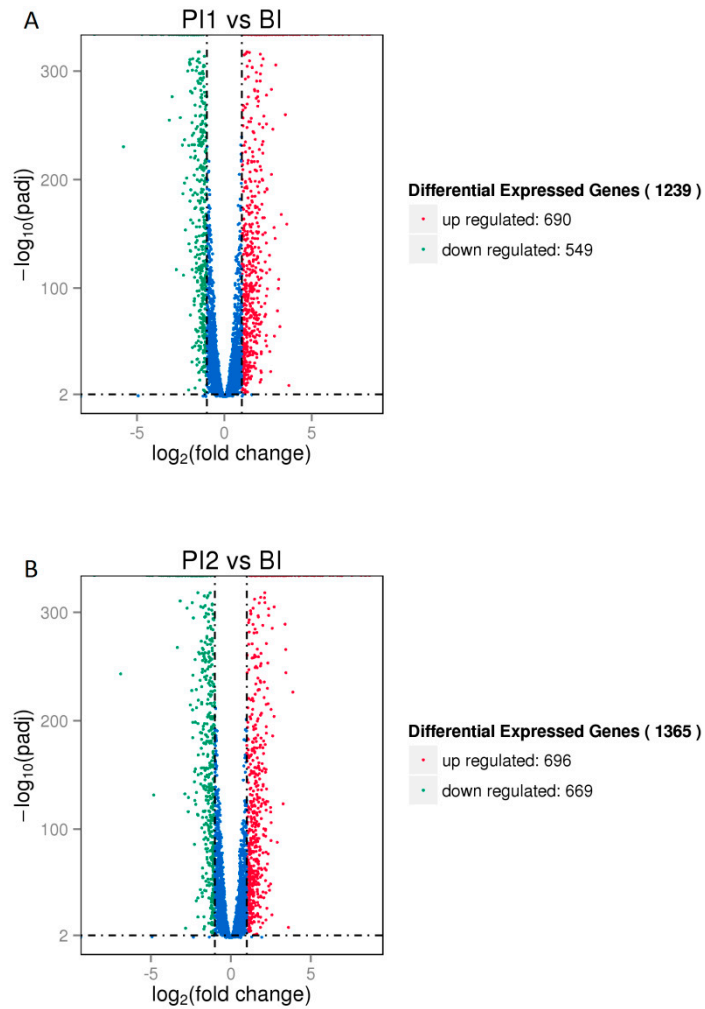 A
PI1 vs BI
300
200
100
2
−log10(padj)
-5 0 5
log2(fold change)
Differential Expressed Genes ( 1239 )
up regulated: 690
down regulated: 549
B
PI2 vs BI
300
200
100
2
−log10(padj)
-5 0 5
log2(fold change)
Differential Expressed Genes ( 1365 )
up regulated: 696
down regulated: 669